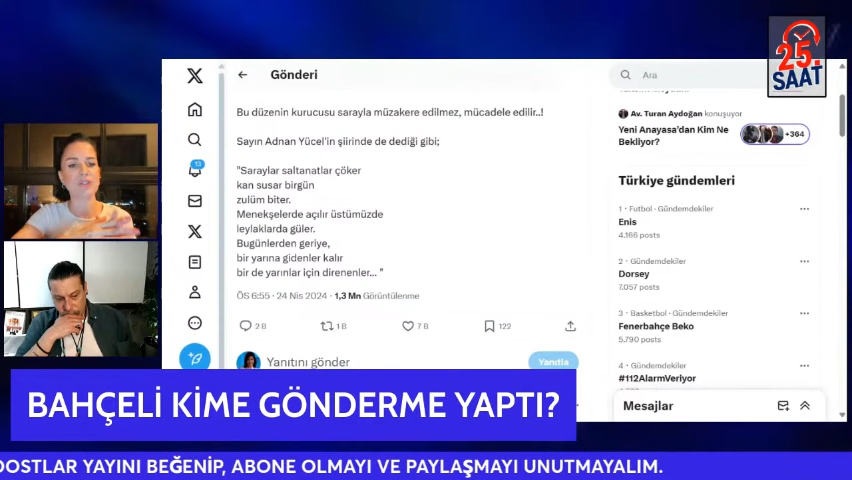 25.
SAAT
Gönderi
Ara
Bu düzenin kurucusu sarayla müzakere edilmez, mücadele edilir..!
Sayın Adnan Yücel'in şiirinde de dediği gibi;
"Saraylar saltanatlar çöker
kan susar birgün
zulüm biter.
Menekşelerde açılır üstümüzde
leylaklarda güler.
Bugünlerden geriye,
bir yarına gidenler kalır
bir de yarınlar için direnenler... "
ÖS 6:55 · 24 Nis 2024 · 1,3 Mn Görüntülenme
2 B
1 B
7 B
122
Yanıtını gönder
Yanıtla
13
Av. Turan Aydoğan konuşuyor
Yeni Anayasa'dan Kim Ne
Bekliyor?
+364
Türkiye gündemleri
1 · Futbol · Gündemdekiler
Enis
4.166 posts
2 · Gündemdekiler
Dorsey
7.057 posts
3 · Basketbol · Gündemdekiler
Fenerbahçe Beko
5.790 posts
4 · Gündemdekiler
#112AlarmVeriyor
Mesajlar
BAHÇELİ KİME GÖNDERME YAPTI?
DOSTLAR YAYINI BEĞENİP, ABONE OLMAYI VE PAYLAŞMAYI UNUTMAYALIM.